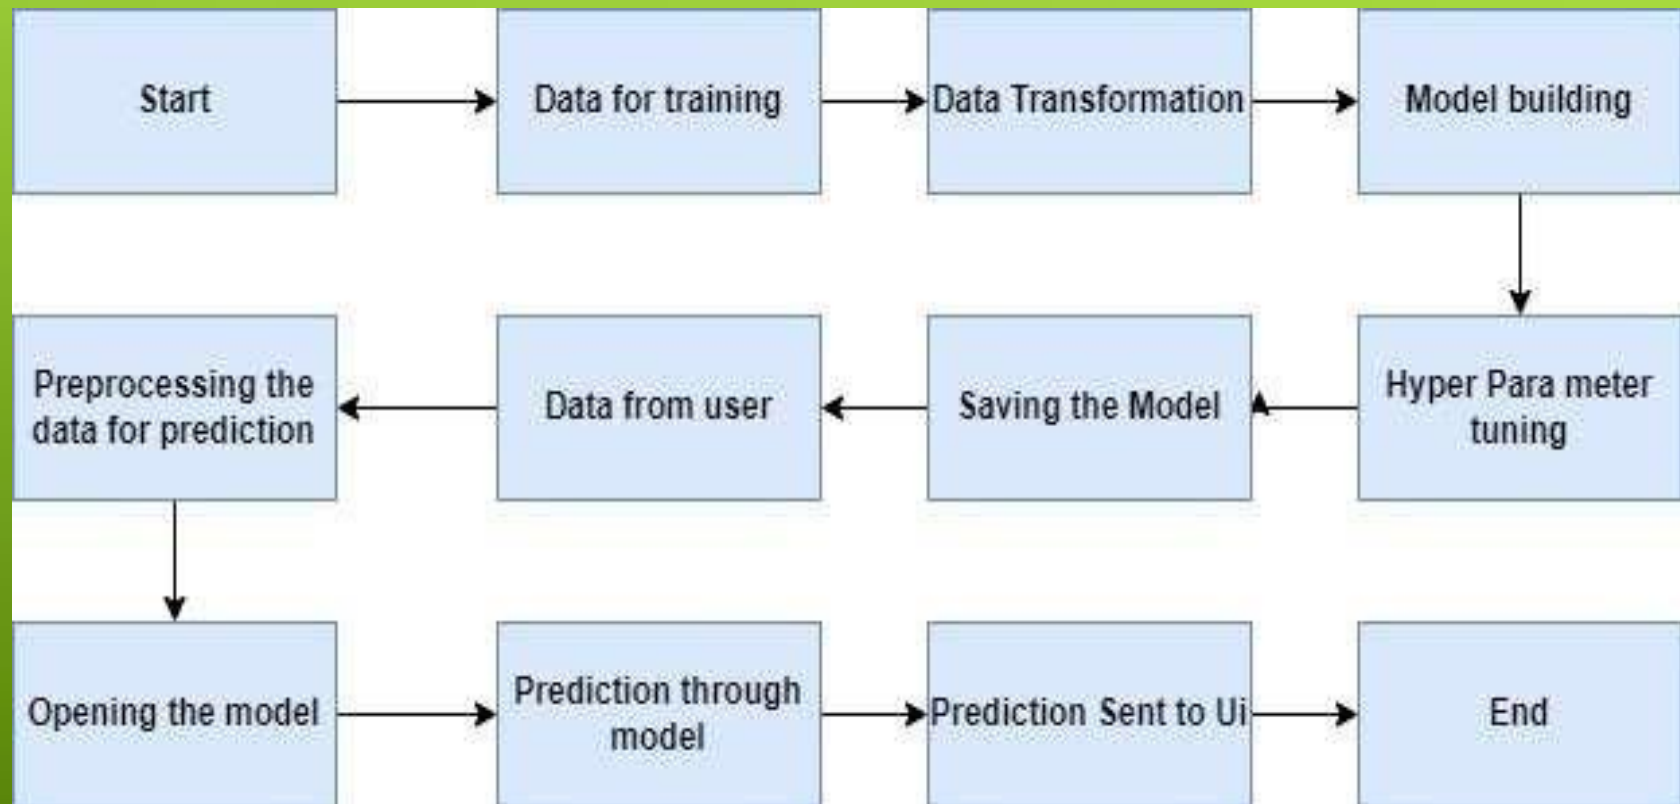 Start
Data for training
Data Transformation
Model building
Hyper Para meter
tuning
Saving the Model
Data from user
Preprocessing the
data for prediction
Opening the model
Prediction through
model
Prediction Sent to Ui
End